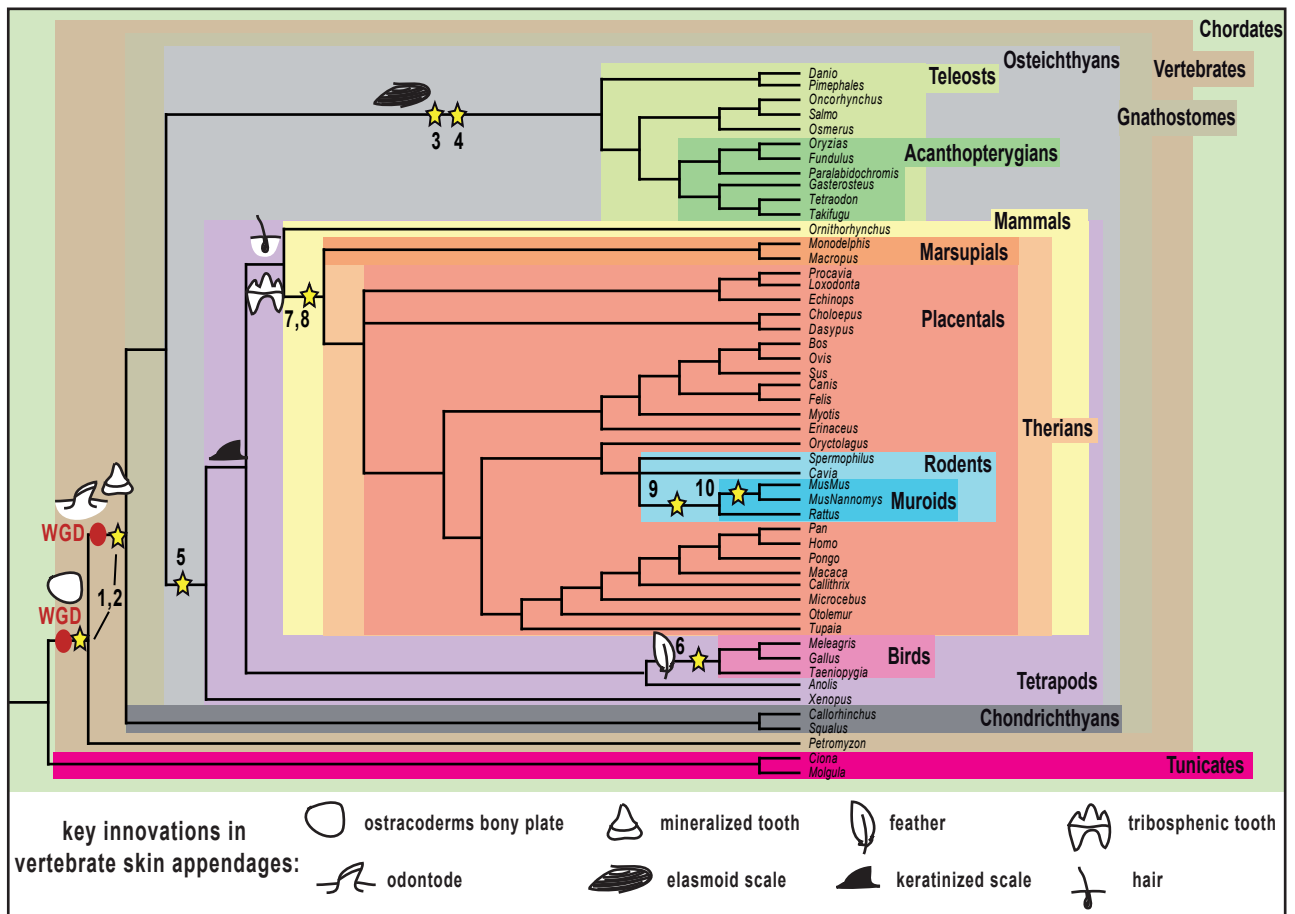 Chordates
Osteichthyans
Vertebrates
Teleosts
Gnathostomes
Danio
Pimephales
Oncorhynchus
Salmo
Osmerus
3 4
Oryzias
Acanthopterygians
Fundulus
Paralabidochromis
Gasterosteus
Tetraodon
Takifugu
Mammals
Ornithorhynchus
Monodelphis
Marsupials
Macropus
Procavia
Loxodonta
Echinops
7,8
Choloepus
Placentals
Dasypus
Bos
Ovis
Sus
Canis
Felis
Myotis
Therians
Erinaceus
Oryctolagus
Spermophilus
Rodents
Cavia
9 10
MusMus
MusNannomys
Muroids
Rattus
Pan
WGD
Homo
Pongo
5
Macaca
Callithrix
1,2
Microcebus
WGD
Otolemur
Tupaia
6
Meleagris
Gallus
Birds
Taeniopygia
Anolis
Tetrapods
Xenopus
Callorhinchus
Chondrichthyans
Squalus
Petromyzon
Ciona
Tunicates
Molgula
key innovations in
vertebrate skin appendages:
ostracoderms bony plate
mineralized tooth
feather
tribosphenic tooth
odontode
elasmoid scale
keratinized scale
hair